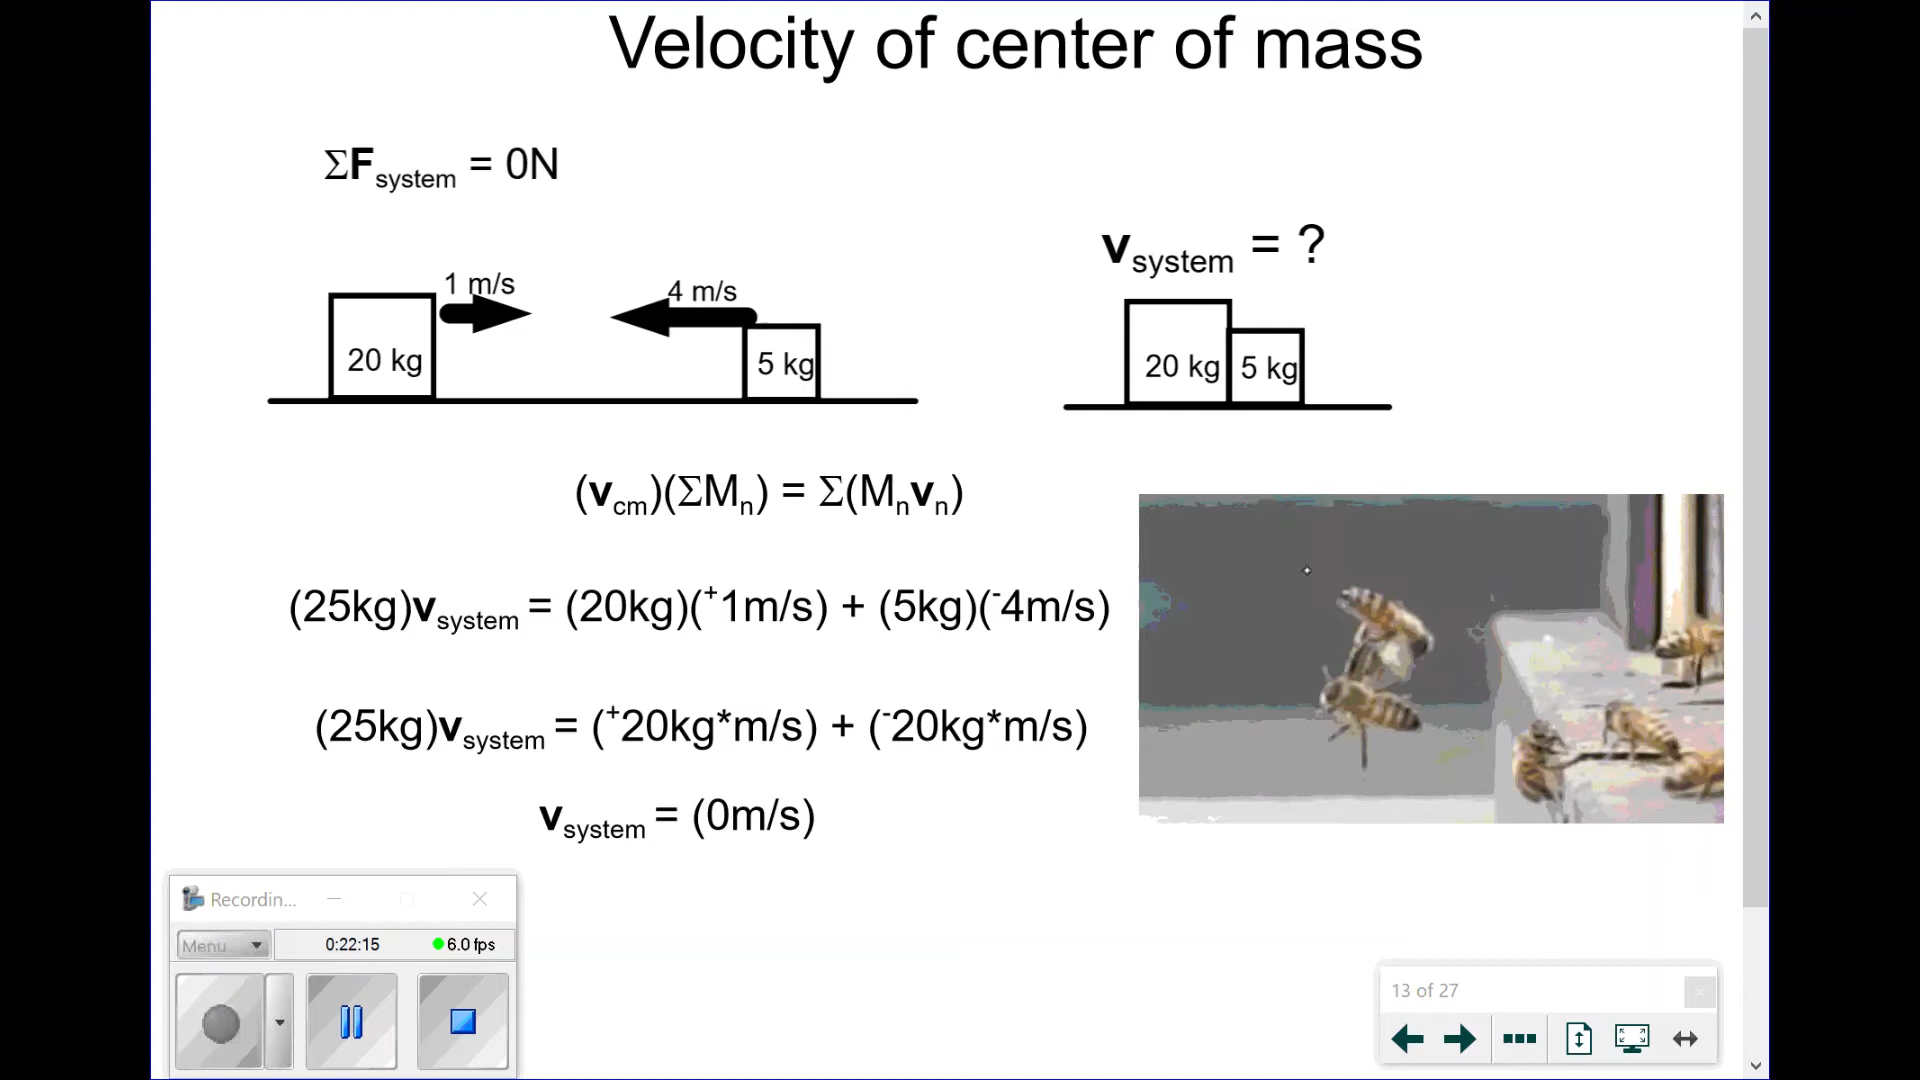 Velocity of center of mass
ΣF_system = 0N
v_system = ?
1 m/s
4 m/s
20 kg
5 kg
20 kg
5 kg
(v_cm)(ΣM_n) = Σ(M_nv_n)
(25kg)v_system = (20kg)(⁺1m/s) + (5kg)(⁻4m/s)
(25kg)v_system = (⁺20kg*m/s) + (⁻20kg*m/s)
v_system = (0m/s)
Recordin...
Menu
0:22:15
6.0 fps
13 of 27